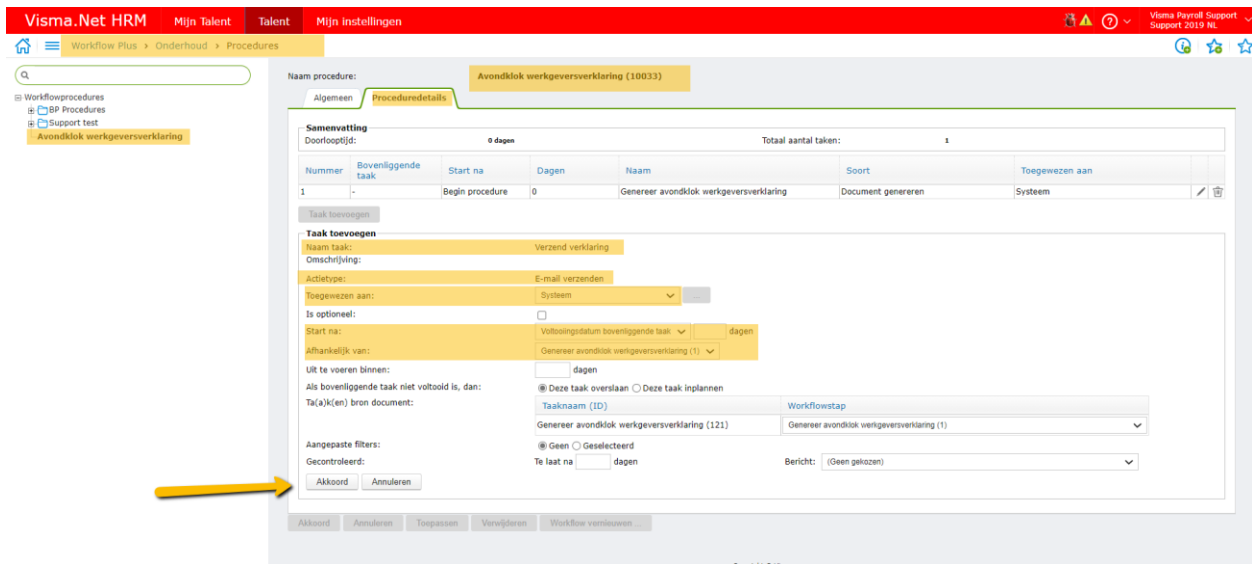 Visma.Net HRM Mijn Talent Talent Mijn instellingen Visma Payroll Support
Support 2019 NL
Workflow Plus > Onderhoud > Procedures
Naam procedure: Avondklok werkgeversverklaring (10033)
Workflowprocedures
BP Procedures
Support test
Avondklok werkgeversverklaring
Algemeen Proceduredetails
Samenvatting
Doorlooptijd: 0 dagen Totaal aantal taken: 1
Nummer Bovenliggende taak Start na Dagen Naam Soort Toegewezen aan
1 - Begin procedure 0 Genereer avondklok werkgeversverklaring Document genereren Systeem
Taak toevoegen
Taak toevoegen
Naam taak: Verzend verklaring
Omschrijving:
Actietype: E-mail verzenden
Toegewezen aan: Systeem ...
Is optioneel:
Start na: Voltooiingsdatum bovenliggende taak dagen
Afhankelijk van: Genereer avondklok werkgeversverklaring (1)
Uit te voeren binnen: dagen
Als bovenliggende taak niet voltooid is, dan: Deze taak overslaan Deze taak inplannen
Ta(a)k(en) bron document: Taaknaam (ID) Workflowstap
Genereer avondklok werkgeversverklaring (121) Genereer avondklok werkgeversverklaring (1)
Aangepaste filters: Geen Geselecteerd
Gecontroleerd: Te laat na dagen Bericht: (Geen gekozen)
Akkoord Annuleren
Akkoord Annuleren Toepassen Verwijderen Workflow vernieuwen ...